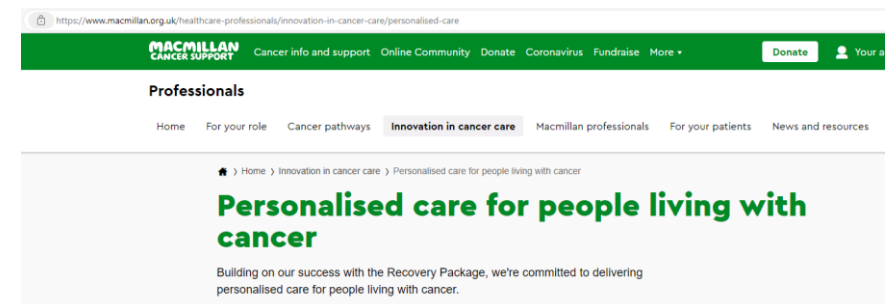 https://www.macmillan.org.uk/healthcare-professionals/innovation-in-cancer-care/personalised-care
MACMILLAN
CANCER SUPPORT
Cancer info and support Online Community Donate Coronavirus Fundraise More Donate Your a
Professionals
Home For your role Cancer pathways Innovation in cancer care Macmillan professionals For your patients News and resources
> Home > Innovation in cancer care > Personalised care for people living with cancer
Personalised care for people living with
cancer
Building on our success with the Recovery Package, we're committed to delivering
personalised care for people living with cancer.